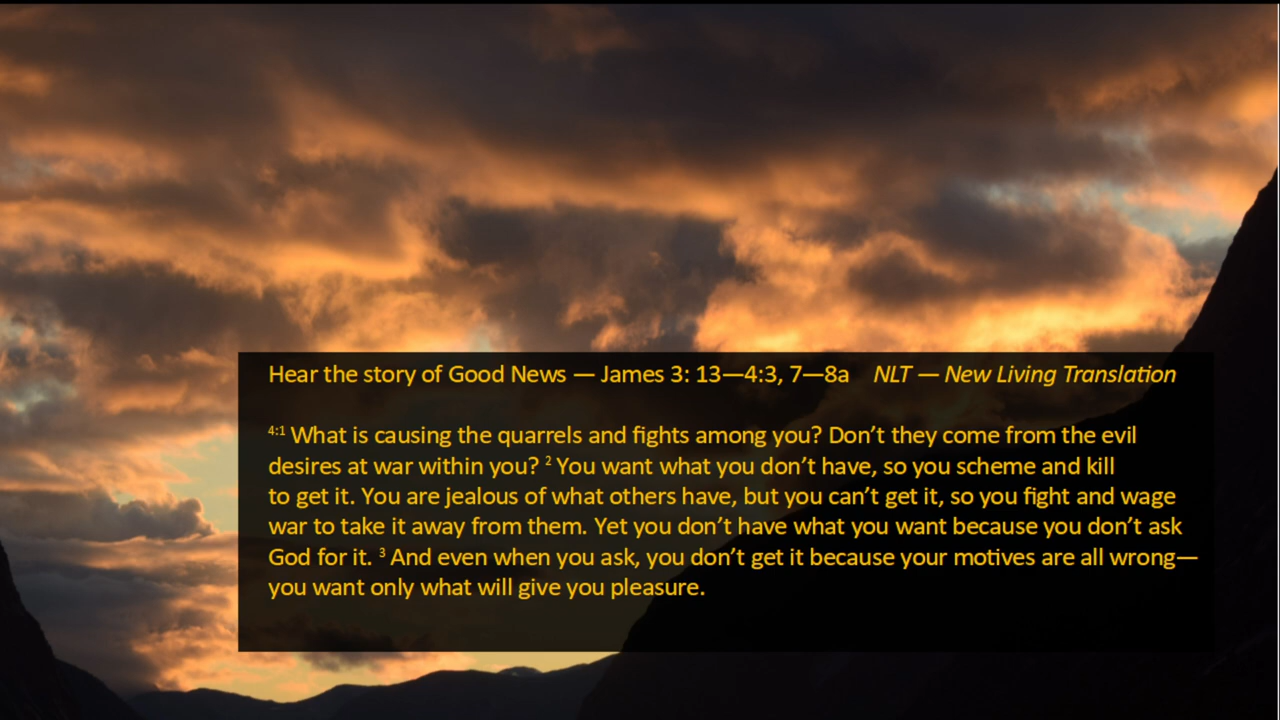 Hear the story of Good News — James 3: 13—4:3, 7—8a NLT — New Living Translation
4:1 What is causing the quarrels and fights among you? Don’t they come from the evil
desires at war within you? 2 You want what you don’t have, so you scheme and kill
to get it. You are jealous of what others have, but you can’t get it, so you fight and wage
war to take it away from them. Yet you don’t have what you want because you don’t ask
God for it. 3 And even when you ask, you don’t get it because your motives are all wrong—
you want only what will give you pleasure.